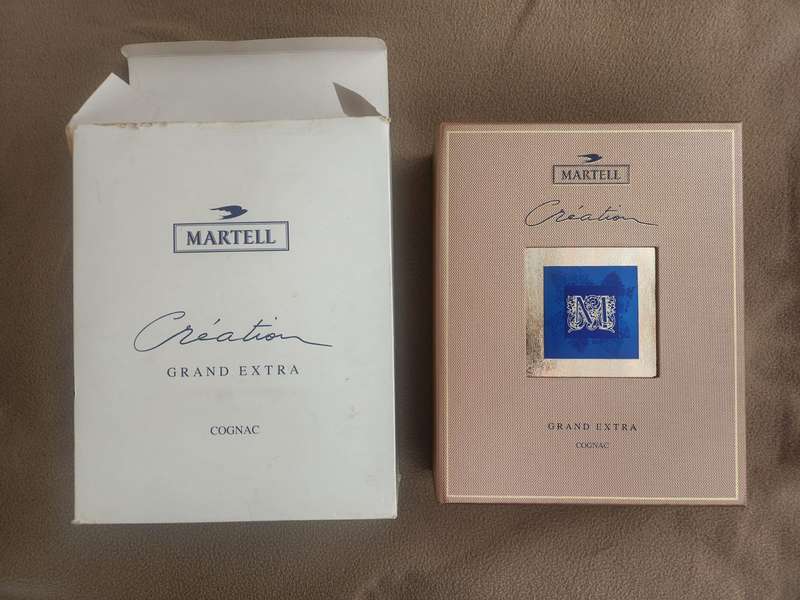 MARTELL
Création
GRAND EXTRA
COGNAC
MARTELL
Création
M
GRAND EXTRA
COGNAC